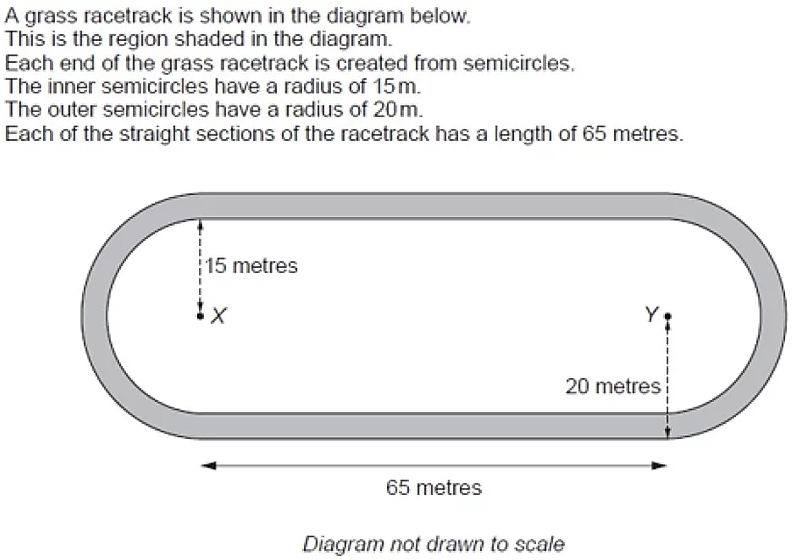 A grass racetrack is shown in the diagram below.
This is the region shaded in the diagram.
Each end of the grass racetrack is created from semicircles.
The inner semicircles have a radius of 15 m.
The outer semicircles have a radius of 20 m.
Each of the straight sections of the racetrack has a length of 65 metres.
15 metres
X
Y
20 metres
65 metres
Diagram not drawn to scale